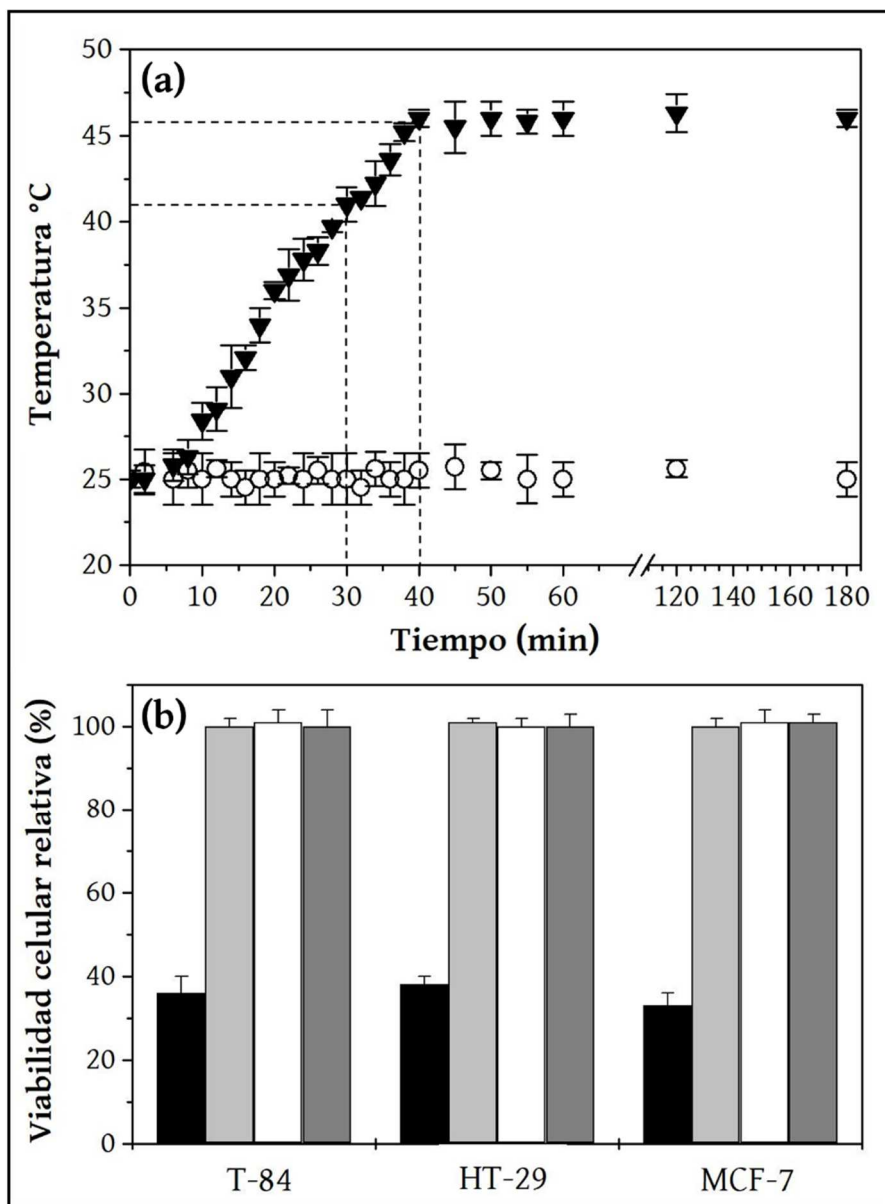 (a)
Temperatura °C
50
45
40
35
30
25
20
0 10 20 30 40 50 60 120 140 160 180
Tiempo (min)
(b)
Viabilidad celular relativa (%)
100
80
60
40
20
0
T-84 HT-29 MCF-7